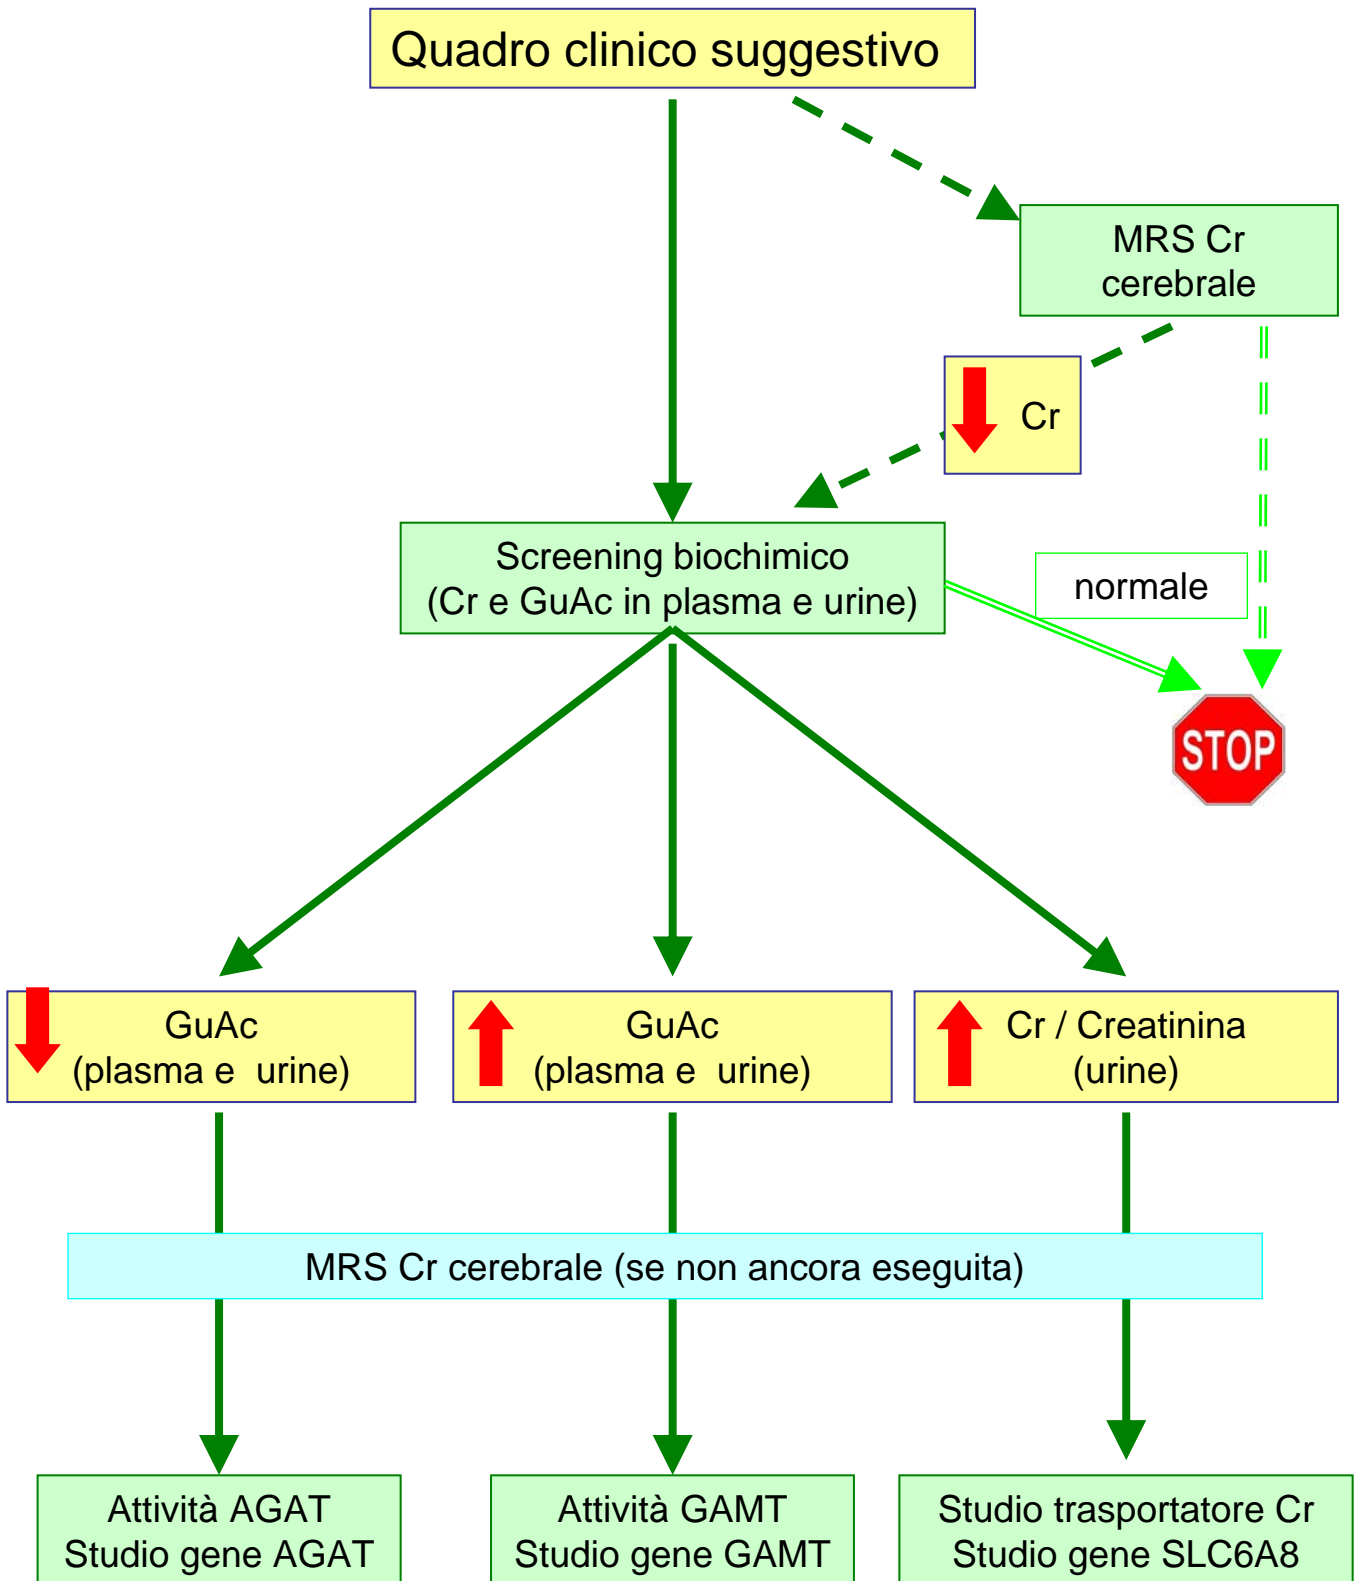 Quadro clinico suggestivo
MRS Cr
cerebrale
Cr
Screening biochimico
(Cr e GuAc in plasma e urine)
normale
STOP
GuAc
(plasma e urine)
GuAc
(plasma e urine)
Cr / Creatinina
(urine)
MRS Cr cerebrale (se non ancora eseguita)
Attività AGAT
Studio gene AGAT
Attività GAMT
Studio gene GAMT
Studio trasportatore Cr
Studio gene SLC6A8